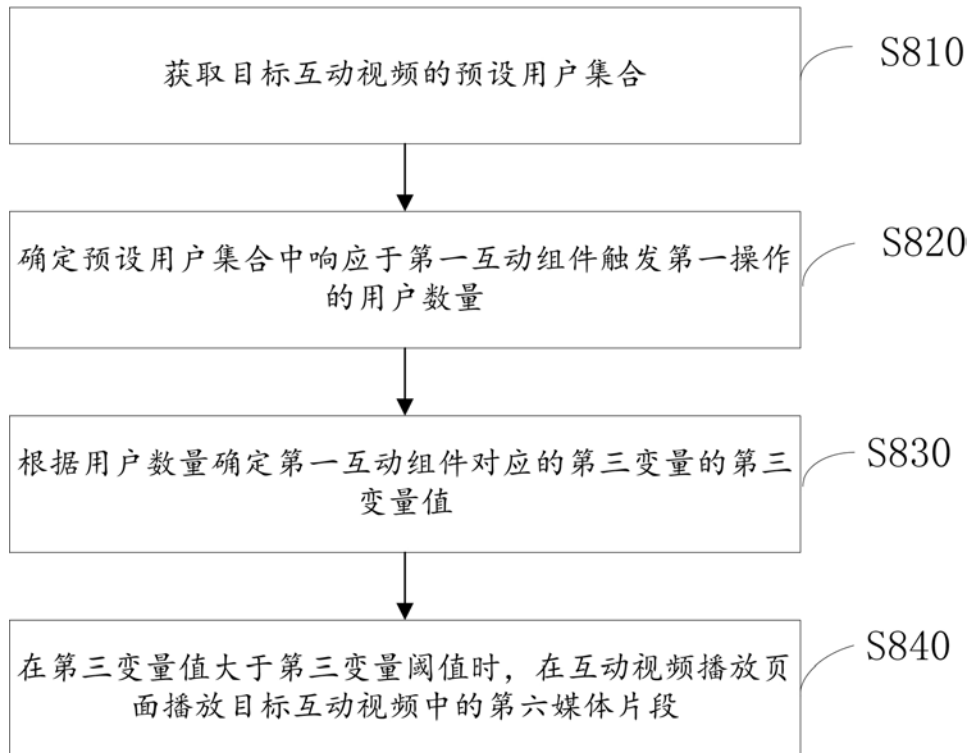 获取目标互动视频的预设用户集合
S810
确定预设用户集合中响应于第一互动组件触发第一操作
的用户数量
S820
根据用户数量确定第一互动组件对应的第三变量的第三
变量值
S830
在第三变量值大于第三变量阈值时，在互动视频播放页
面播放目标互动视频中的第六媒体片段
S840